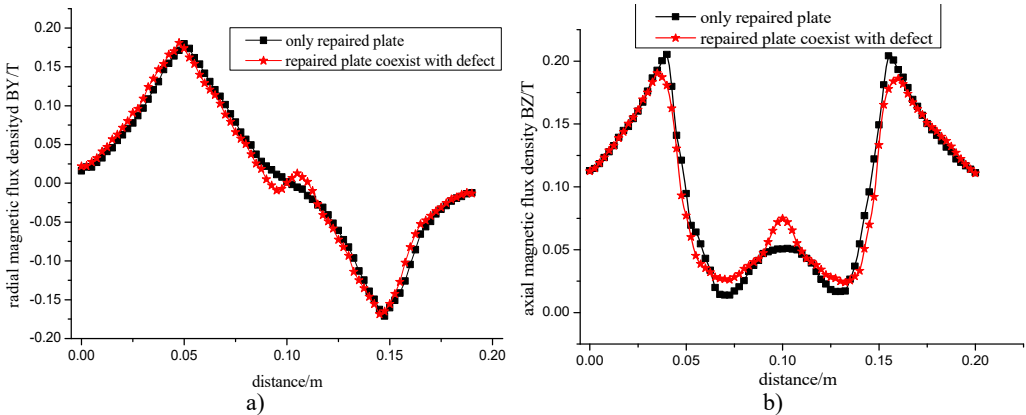 radial magnetic flux densityd BY/T
0.20
0.15
0.10
0.05
0.00
-0.05
-0.10
-0.15
-0.20
only repaired plate
repaired plate coexist with defect
0.00 0.05 0.10 0.15 0.20
distance/m
a)
axial magnetic flux density BZ/T
0.20
0.15
0.10
0.05
0.00
only repaired plate
repaired plate coexist with defect
0.00 0.05 0.10 0.15 0.20
distance/m
b)